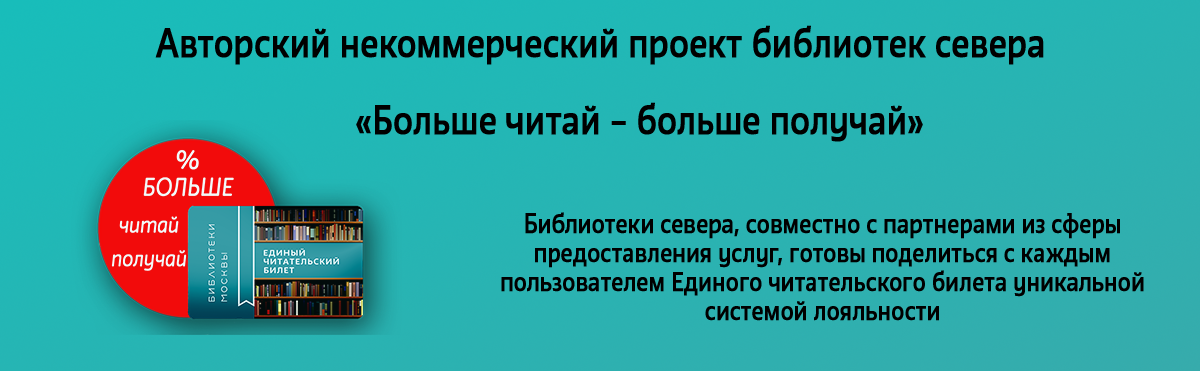 Авторский некоммерческий проект библиотек севера
«Больше читай – больше получай»
%
БОЛЬШЕ
читай
получай
БИБЛИОТЕКИ
МОСКВЫ
ЕДИНЫЙ
ЧИТАТЕЛЬСКИЙ
БИЛЕТ
Библиотеки севера, совместно с партнерами из сферы
предоставления услуг, готовы поделиться с каждым
пользователем Единого читательского билета уникальной
системой лояльности